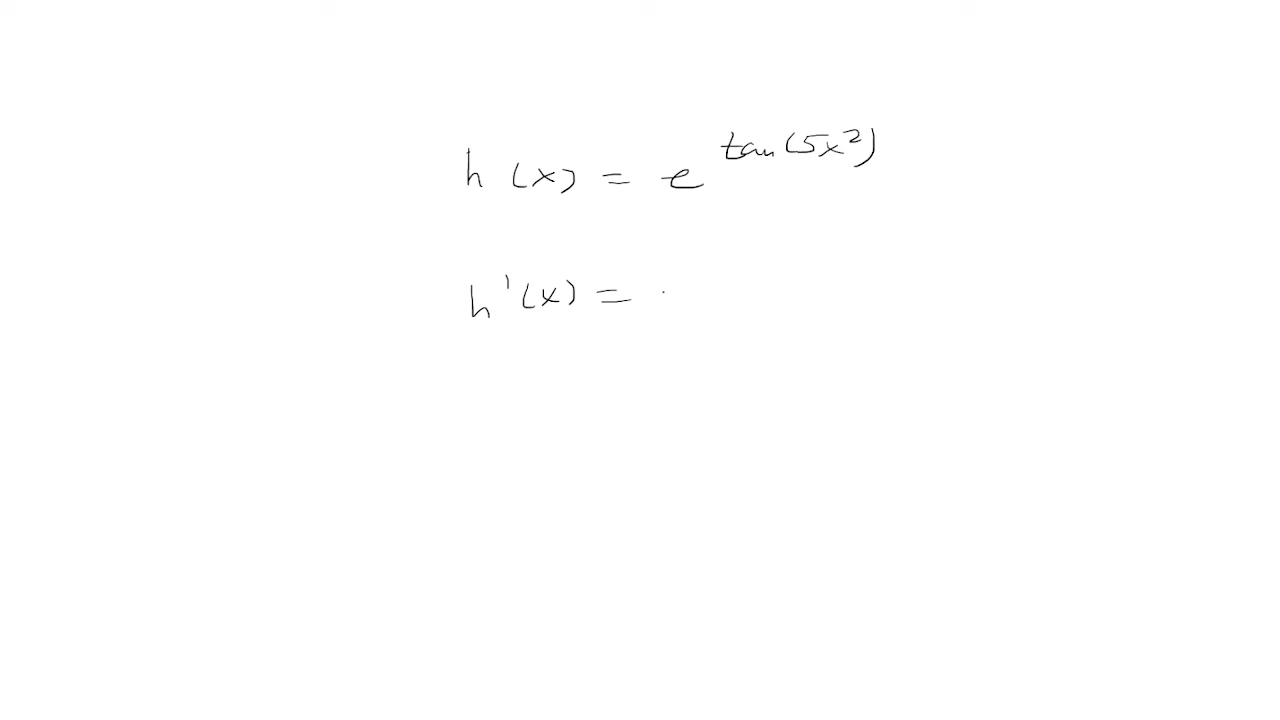 h(x) = e^tan(5x²)
h'(x) =